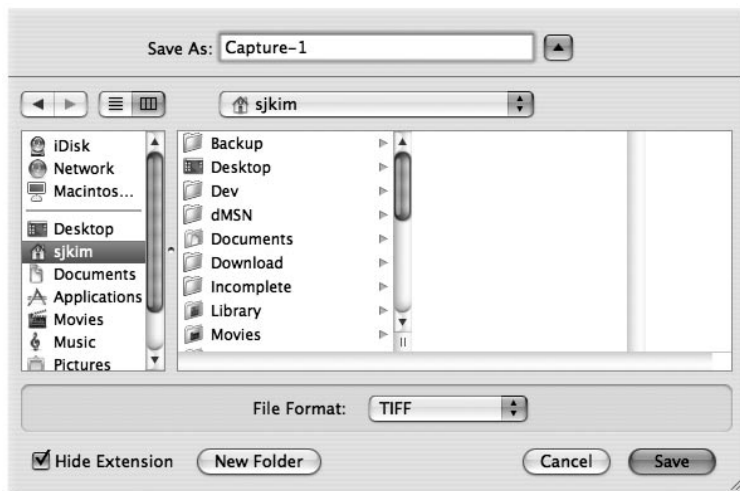 Save As: Capture-1
sjkim
iDisk
Network
Macintos...
Desktop
sjkim
Documents
Applications
Movies
Music
Pictures
Backup
Desktop
Dev
dMSN
Documents
Download
Incomplete
Library
Movies
File Format: TIFF
Hide Extension New Folder Cancel Save